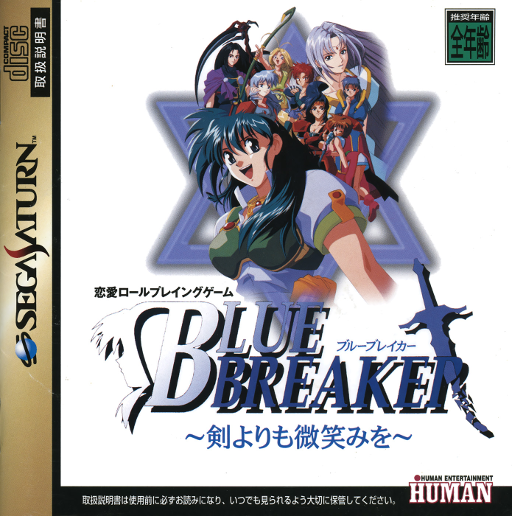 COMPACT
disc
取扱説明書
SEGA SATURN™
推奨年齢
全年齢
恋愛ロールプレイングゲーム
BLUE
BREAKER
ブルーブレイカー
～剣よりも微笑みを～
HUMAN ENTERTAINMENT
HUMAN
取扱説明書は使用前に必ずお読みになり、いつでも見られるよう大切に保管してください。